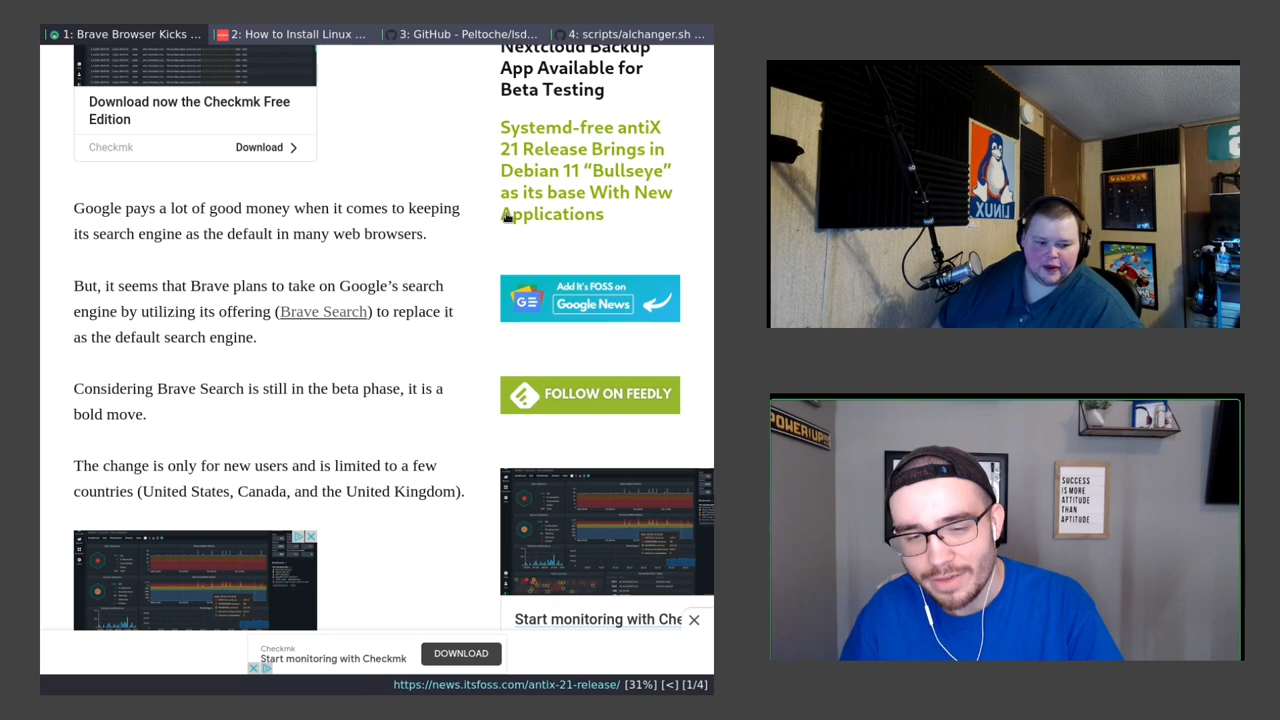 1: Brave Browser Kicks ...
2: How to Install Linux ...
3: GitHub - Peltoche/lsd...
4: scripts/alchanger.sh ...
Download now the Checkmk Free
Edition
Checkmk
Download
Google pays a lot of good money when it comes to keeping
its search engine as the default in many web browsers.
But, it seems that Brave plans to take on Google’s search
engine by utilizing its offering (Brave Search) to replace it
as the default search engine.
Considering Brave Search is still in the beta phase, it is a
bold move.
The change is only for new users and is limited to a few
countries (United States, Canada, and the United Kingdom).
Nextcloud Backup
App Available for
Beta Testing
Systemd-free antiX
21 Release Brings in
Debian 11 “Bullseye”
as its base With New
Applications
Add It's FOSS on
Google News
FOLLOW ON FEEDLY
Start monitoring with Che
Checkmk
Start monitoring with Checkmk
DOWNLOAD
https://news.itsfoss.com/antix-21-release/ [31%] [<] [1/4]
LINUX
POWER UP!!
SUCCESS
IS MORE
ATTITUDE
THAN
APTITUDE